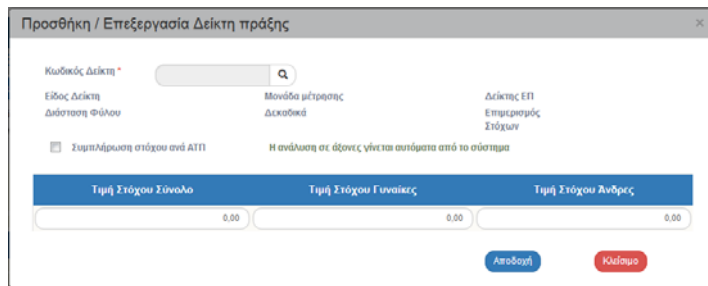 Προσθήκη / Επεξεργασία Δείκτη πράξης ×
Κωδικός Δείκτη *
Είδος Δείκτη Μονάδα μέτρησης Δείκτης ΕΠ
Διάσταση Φύλου Δεκαδικά Επιμερισμός
Στόχων
Συμπλήρωση στόχου ανά ΑΤΠ Η ανάλυση σε άξονες γίνεται αυτόματα από το σύστημα
Τιμή Στόχου Σύνολο Τιμή Στόχου Γυναίκες Τιμή Στόχου Άνδρες
0,00 0,00 0,00
Αποδοχή Κλείσιμο